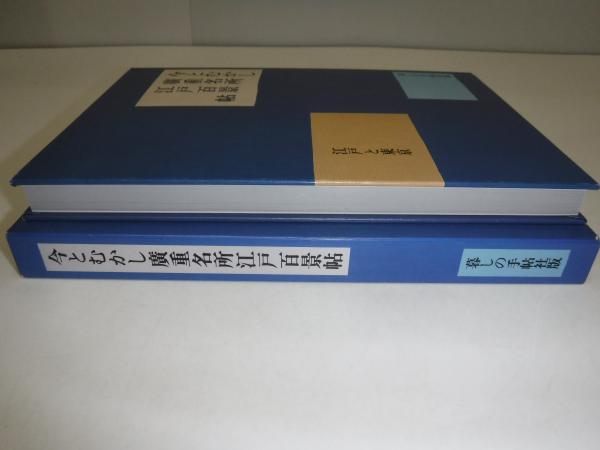 今とむかし
廣重名所
江戸百景
帖
江戸と東京
今とむかし廣重名所江戸百景帖
暮しの手帖社版